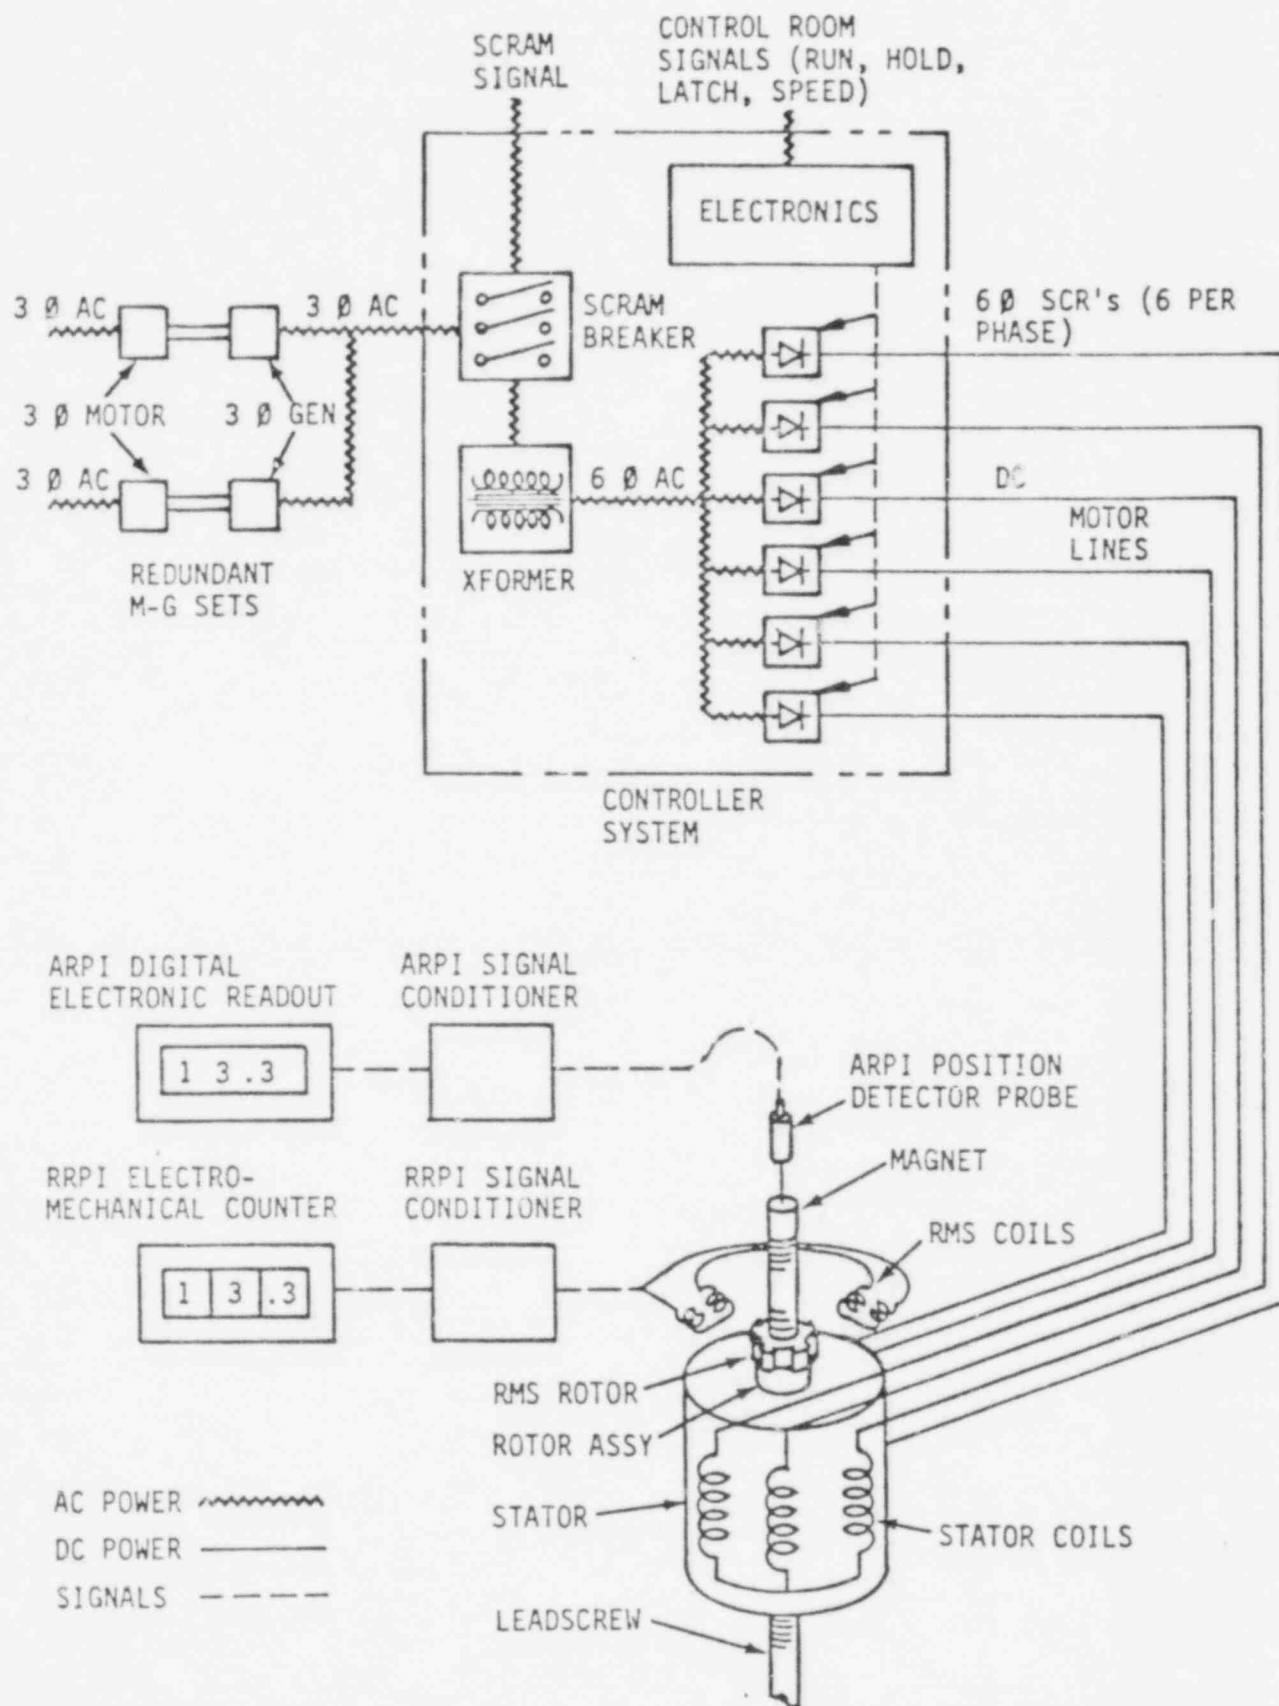 SCRAM
SIGNAL
CONTROL ROOM
SIGNALS (RUN, HOLD,
LATCH, SPEED)
ELECTRONICS
3 Ø AC
3 Ø AC
SCRAM
BREAKER
6 Ø SCR's (6 PER
PHASE)
3 Ø MOTOR
3 Ø GEN
3 Ø AC
6 Ø AC
DC
MOTOR
LINES
REDUNDANT
M-G SETS
XFORMER
CONTROLLER
SYSTEM
ARPI DIGITAL
ELECTRONIC READOUT
ARPI SIGNAL
CONDITIONER
1 3 .3
ARPI POSITION
DETECTOR PROBE
MAGNET
RRPI ELECTRO-
MECHANICAL COUNTER
RRPI SIGNAL
CONDITIONER
RMS COILS
1 3 .3
RMS ROTOR
ROTOR ASSY
STATOR
STATOR COILS
AC POWER
DC POWER
SIGNALS
LEADSCREW